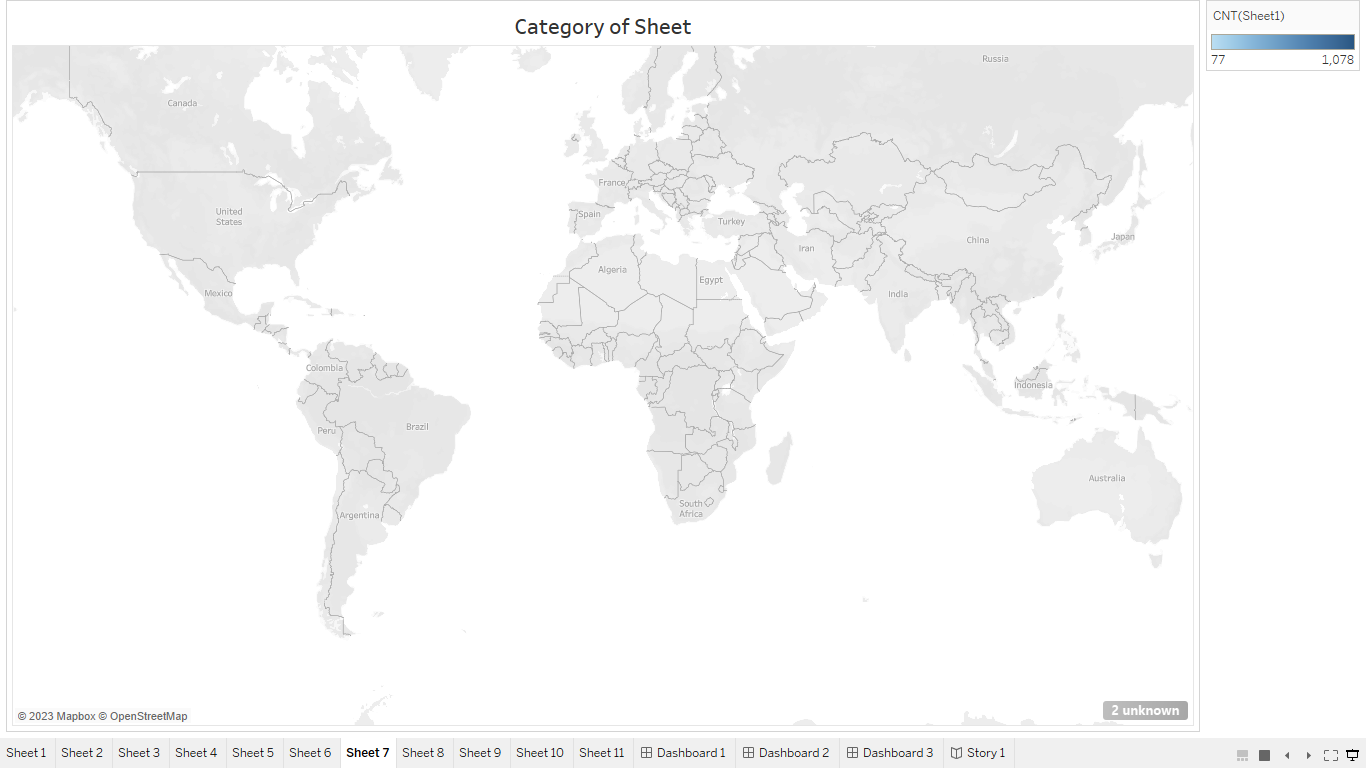 Category of Sheet
CNT(Sheet1)
77
1,078
Russia
Canada
France
United
States
Spain
Turkey
China
Japan
Iran
Algeria
Egypt
Mexico
India
Colombia
Indonesia
Peru
Brazil
Australia
South
Africa
Argentina
© 2023 Mapbox © OpenStreetMap
2 unknown
Sheet 1
Sheet 2
Sheet 3
Sheet 4
Sheet 5
Sheet 6
Sheet 7
Sheet 8
Sheet 9
Sheet 10
Sheet 11
Dashboard 1
Dashboard 2
Dashboard 3
Story 1